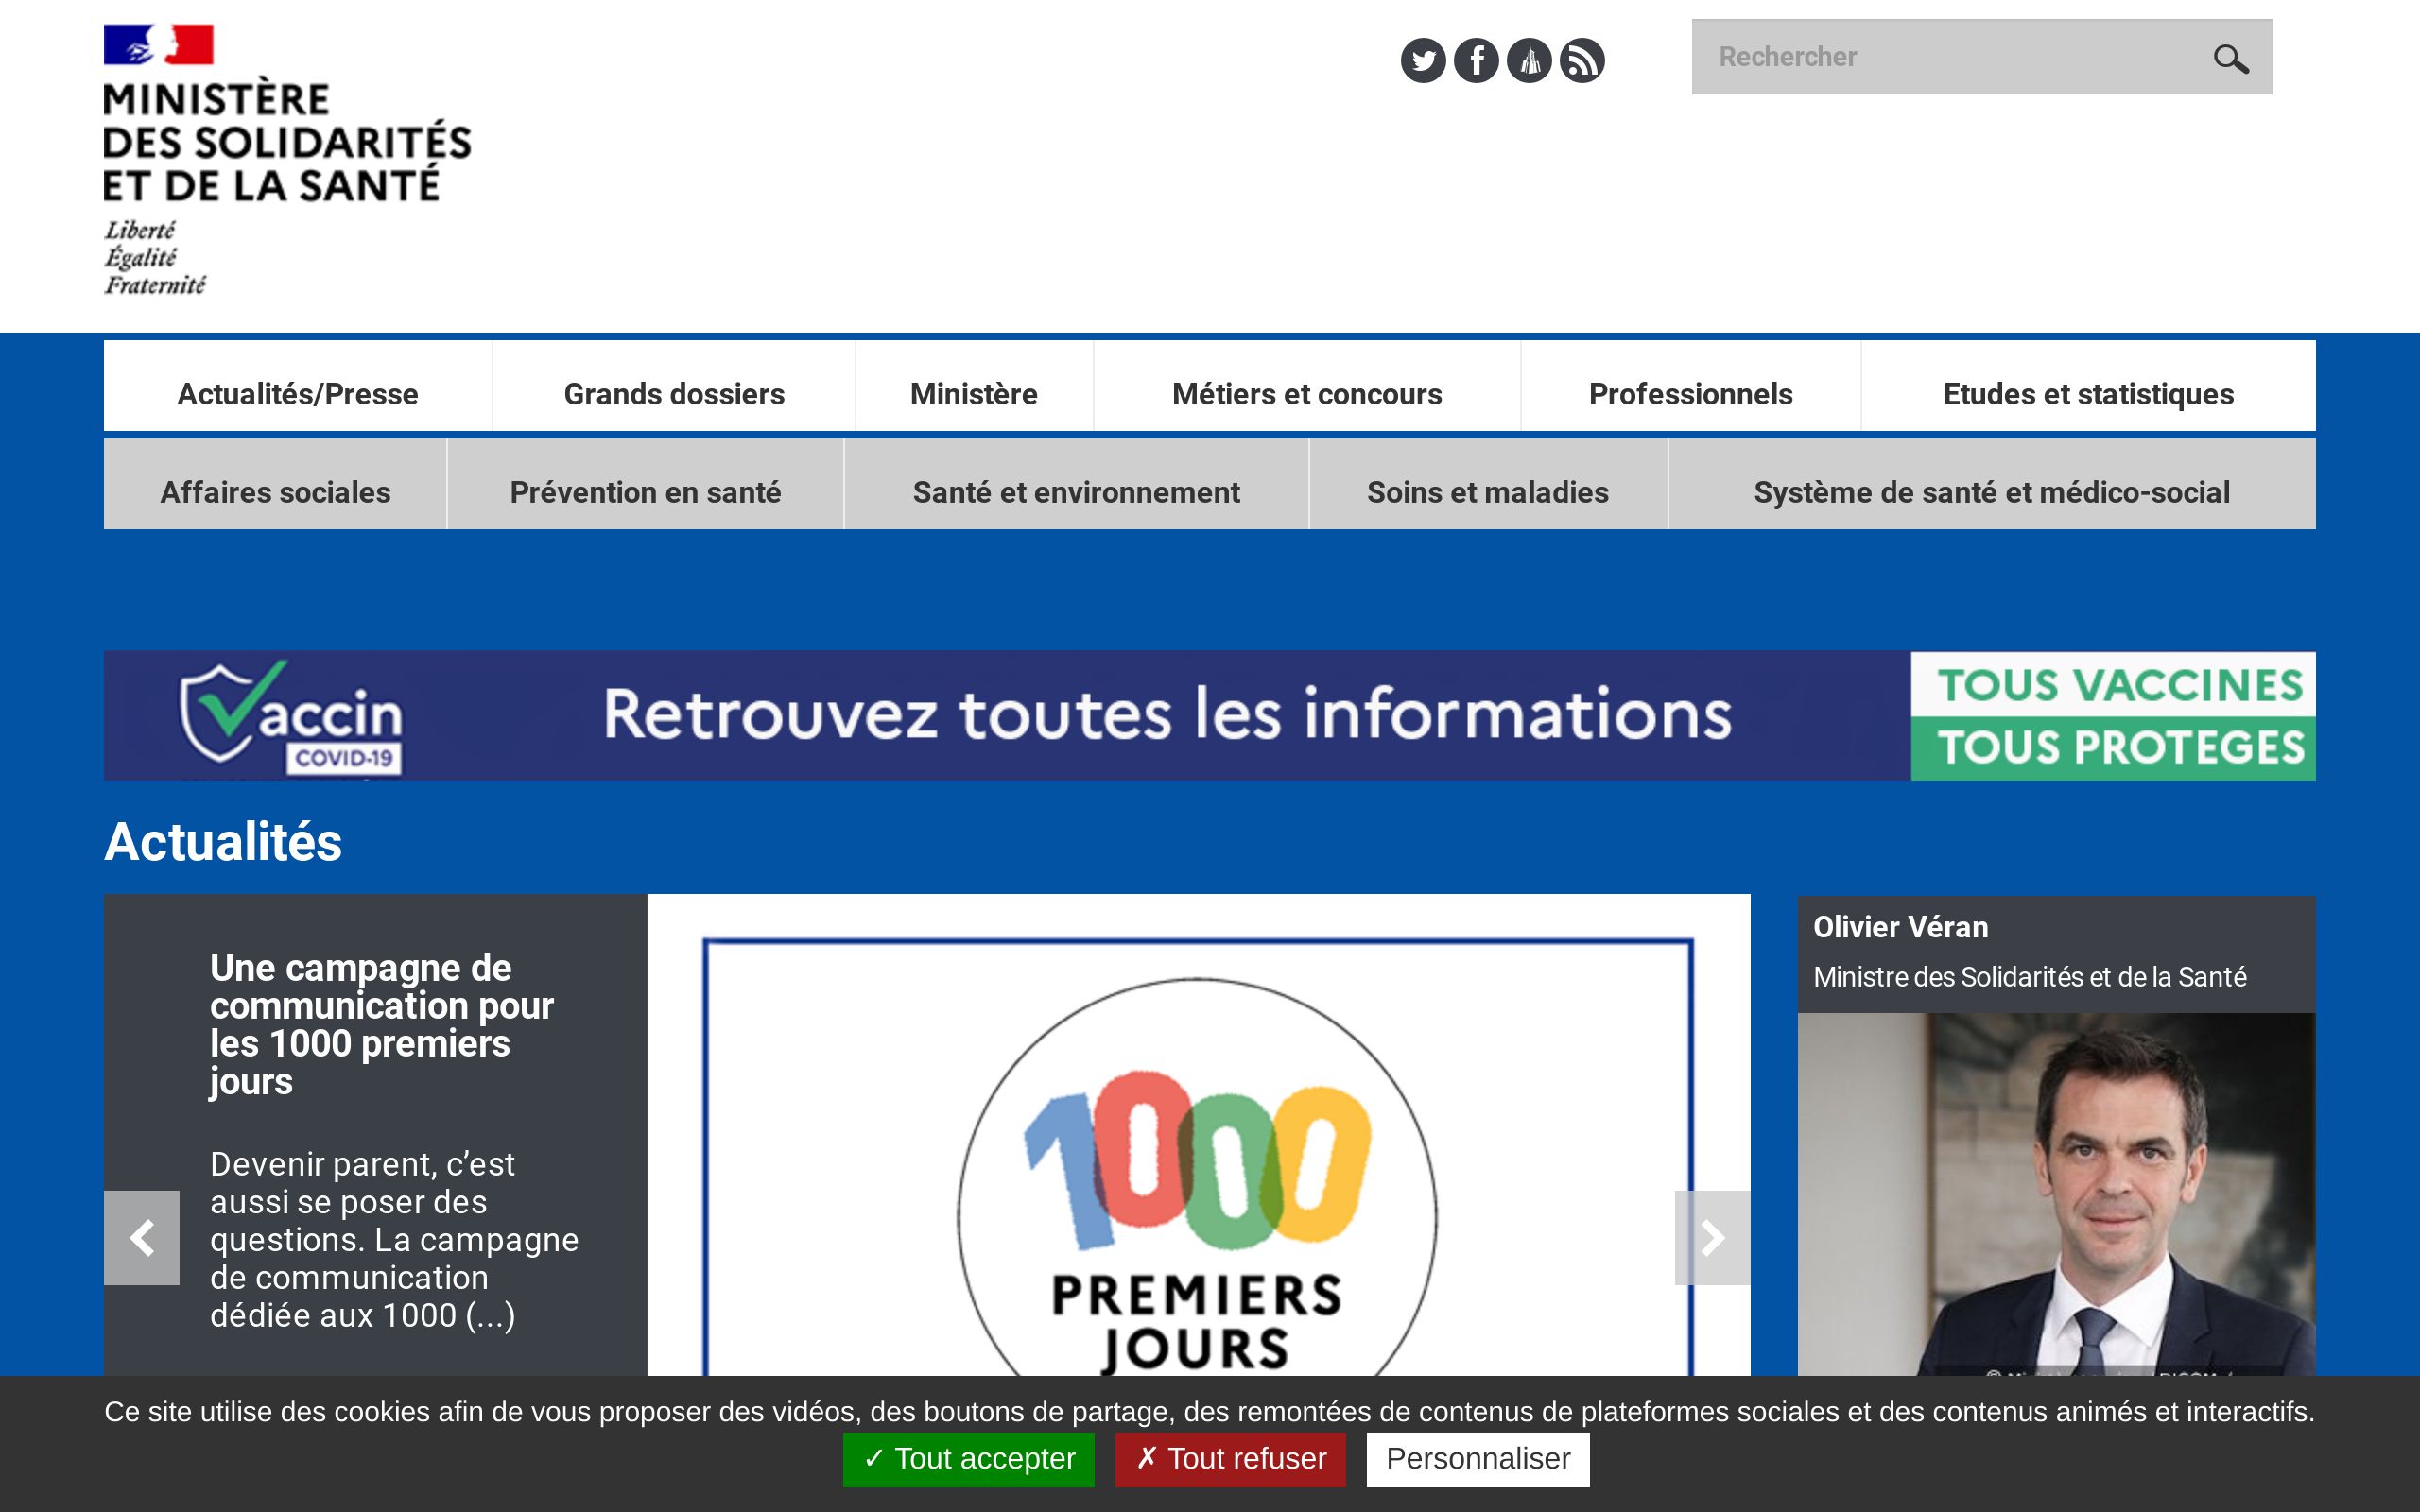 MINISTÈRE
DES SOLIDARITÉS
ET DE LA SANTÉ
Liberté
Égalité
Fraternité
Rechercher
Actualités/Presse
Grands dossiers
Ministère
Métiers et concours
Professionnels
Etudes et statistiques
Affaires sociales
Prévention en santé
Santé et environnement
Soins et maladies
Système de santé et médico-social
Vaccin
COVID-19
Retrouvez toutes les informations
TOUS VACCINES
TOUS PROTEGES
Actualités
Une campagne de
communication pour
les 1000 premiers
jours
Devenir parent, c’est
aussi se poser des
questions. La campagne
de communication
dédiée aux 1000 (...)
1000
PREMIERS
JOURS
Olivier Véran
Ministre des Solidarités et de la Santé
Ce site utilise des cookies afin de vous proposer des vidéos, des boutons de partage, des remontées de contenus de plateformes sociales et des contenus animés et interactifs.
✓ Tout accepter
✗ Tout refuser
Personnaliser